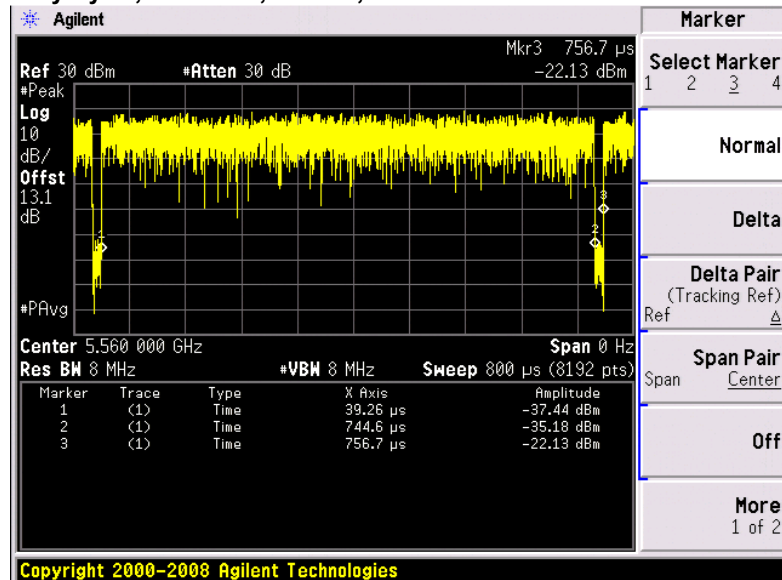 Agilent
Marker
Mkr3 756.7 µs
Ref 30 dBm #Atten 30 dB -22.13 dBm
#Peak
Log
10
dB/
Offst
13.1
dB
#PAvg
1
2
3
Center 5.560 000 GHz Span 0 Hz
Res BW 8 MHz #VBW 8 MHz Sweep 800 µs (8192 pts)
Marker Trace Type X Axis Amplitude
1 (1) Time 39.26 µs -37.44 dBm
2 (1) Time 744.6 µs -35.18 dBm
3 (1) Time 756.7 µs -22.13 dBm
Select Marker
1 2 3 4
Normal
Delta
Delta Pair
(Tracking Ref)
Ref Δ
Span Pair
Span Center
Off
More
1 of 2
Copyright 2000-2008 Agilent Technologies